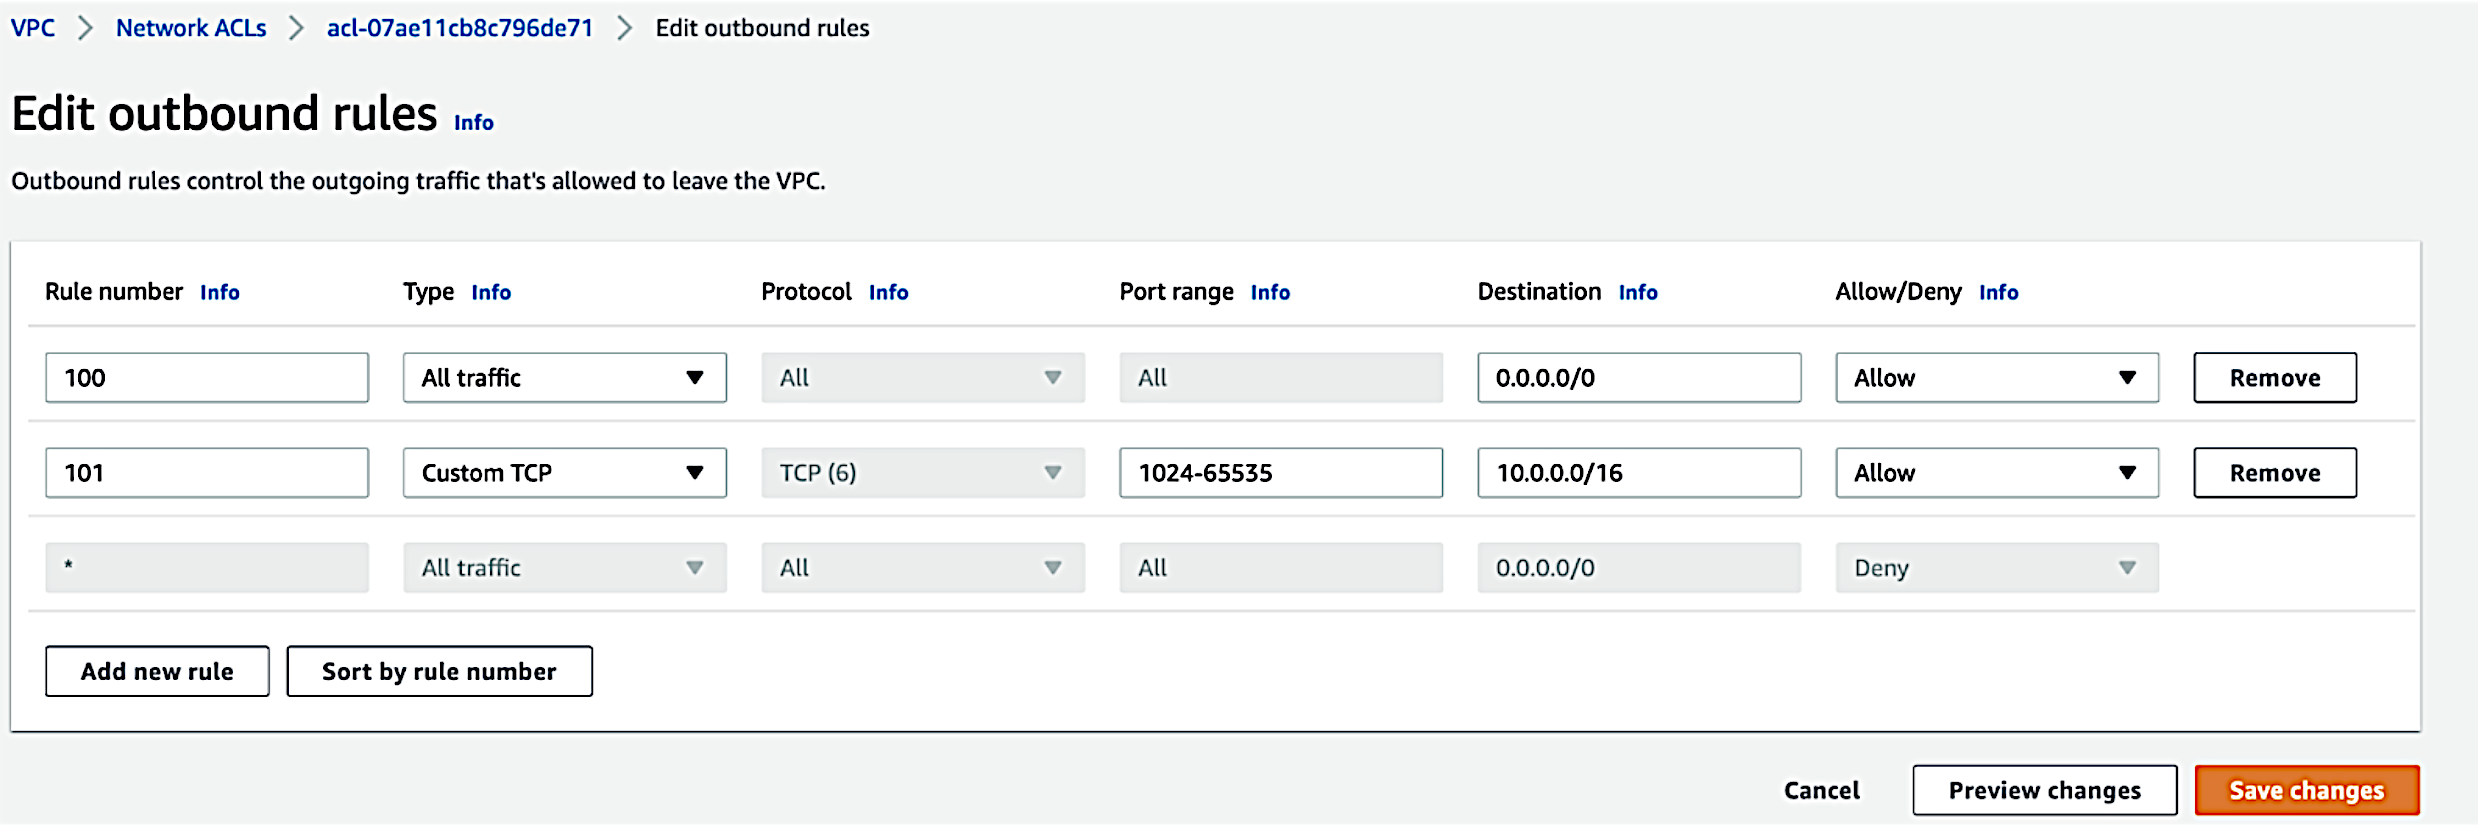 VPC > Network ACLs > acl-07ae11cb8c796de71 > Edit outbound rules
Edit outbound rules Info
Outbound rules control the outgoing traffic that's allowed to leave the VPC.
Rule number Info Type Info Protocol Info Port range Info Destination Info Allow/Deny Info
100 All traffic All All 0.0.0.0/0 Allow Remove
101 Custom TCP TCP (6) 1024-65535 10.0.0.0/16 Allow Remove
* All traffic All All 0.0.0.0/0 Deny
Add new rule Sort by rule number
Cancel Preview changes Save changes